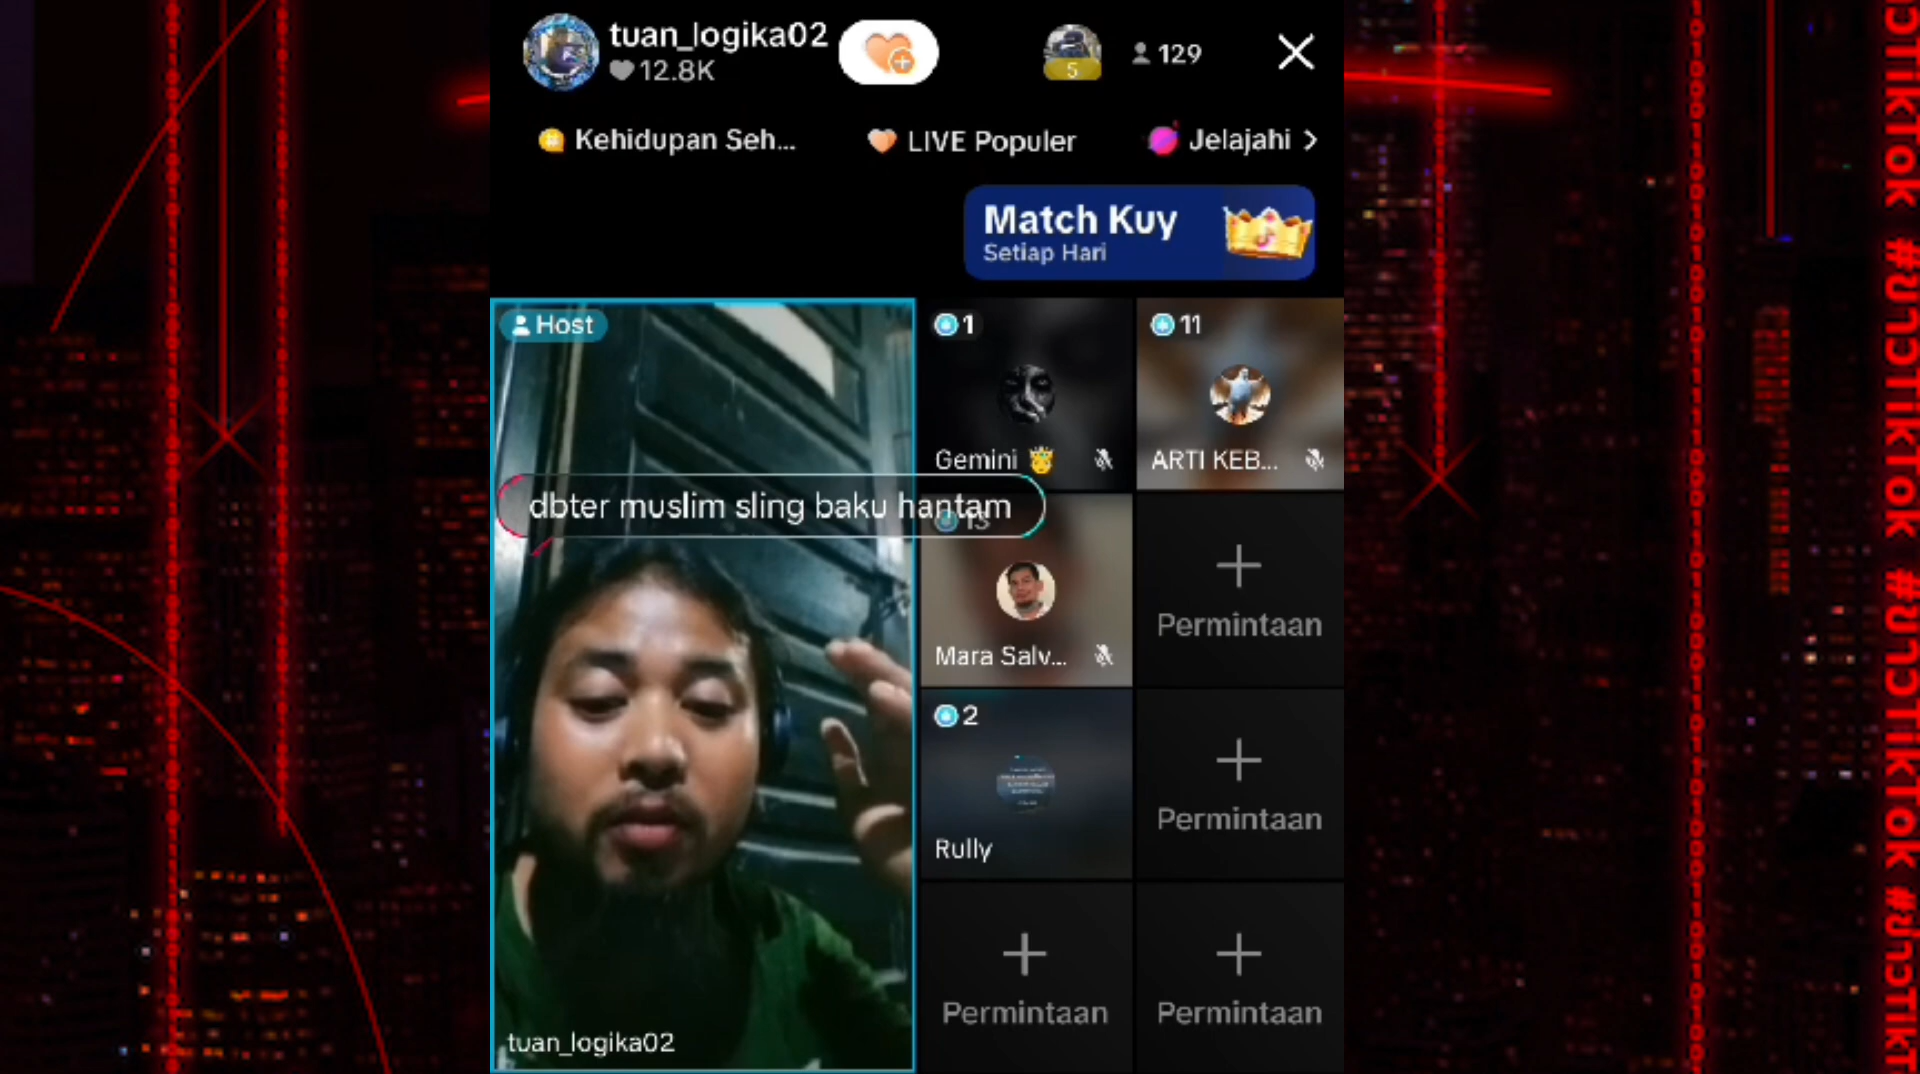 tuan_logika02
12.8K
5
129
Kehidupan Seh...
LIVE Populer
Jelajahi >
Match Kuy
Setiap Hari
Host
1
11
Gemini
ARTI KEB...
dbter muslim sling baku hantam
13
Mara Salv...
Permintaan
2
Rully
Permintaan
Permintaan
Permintaan
tuan_logika02